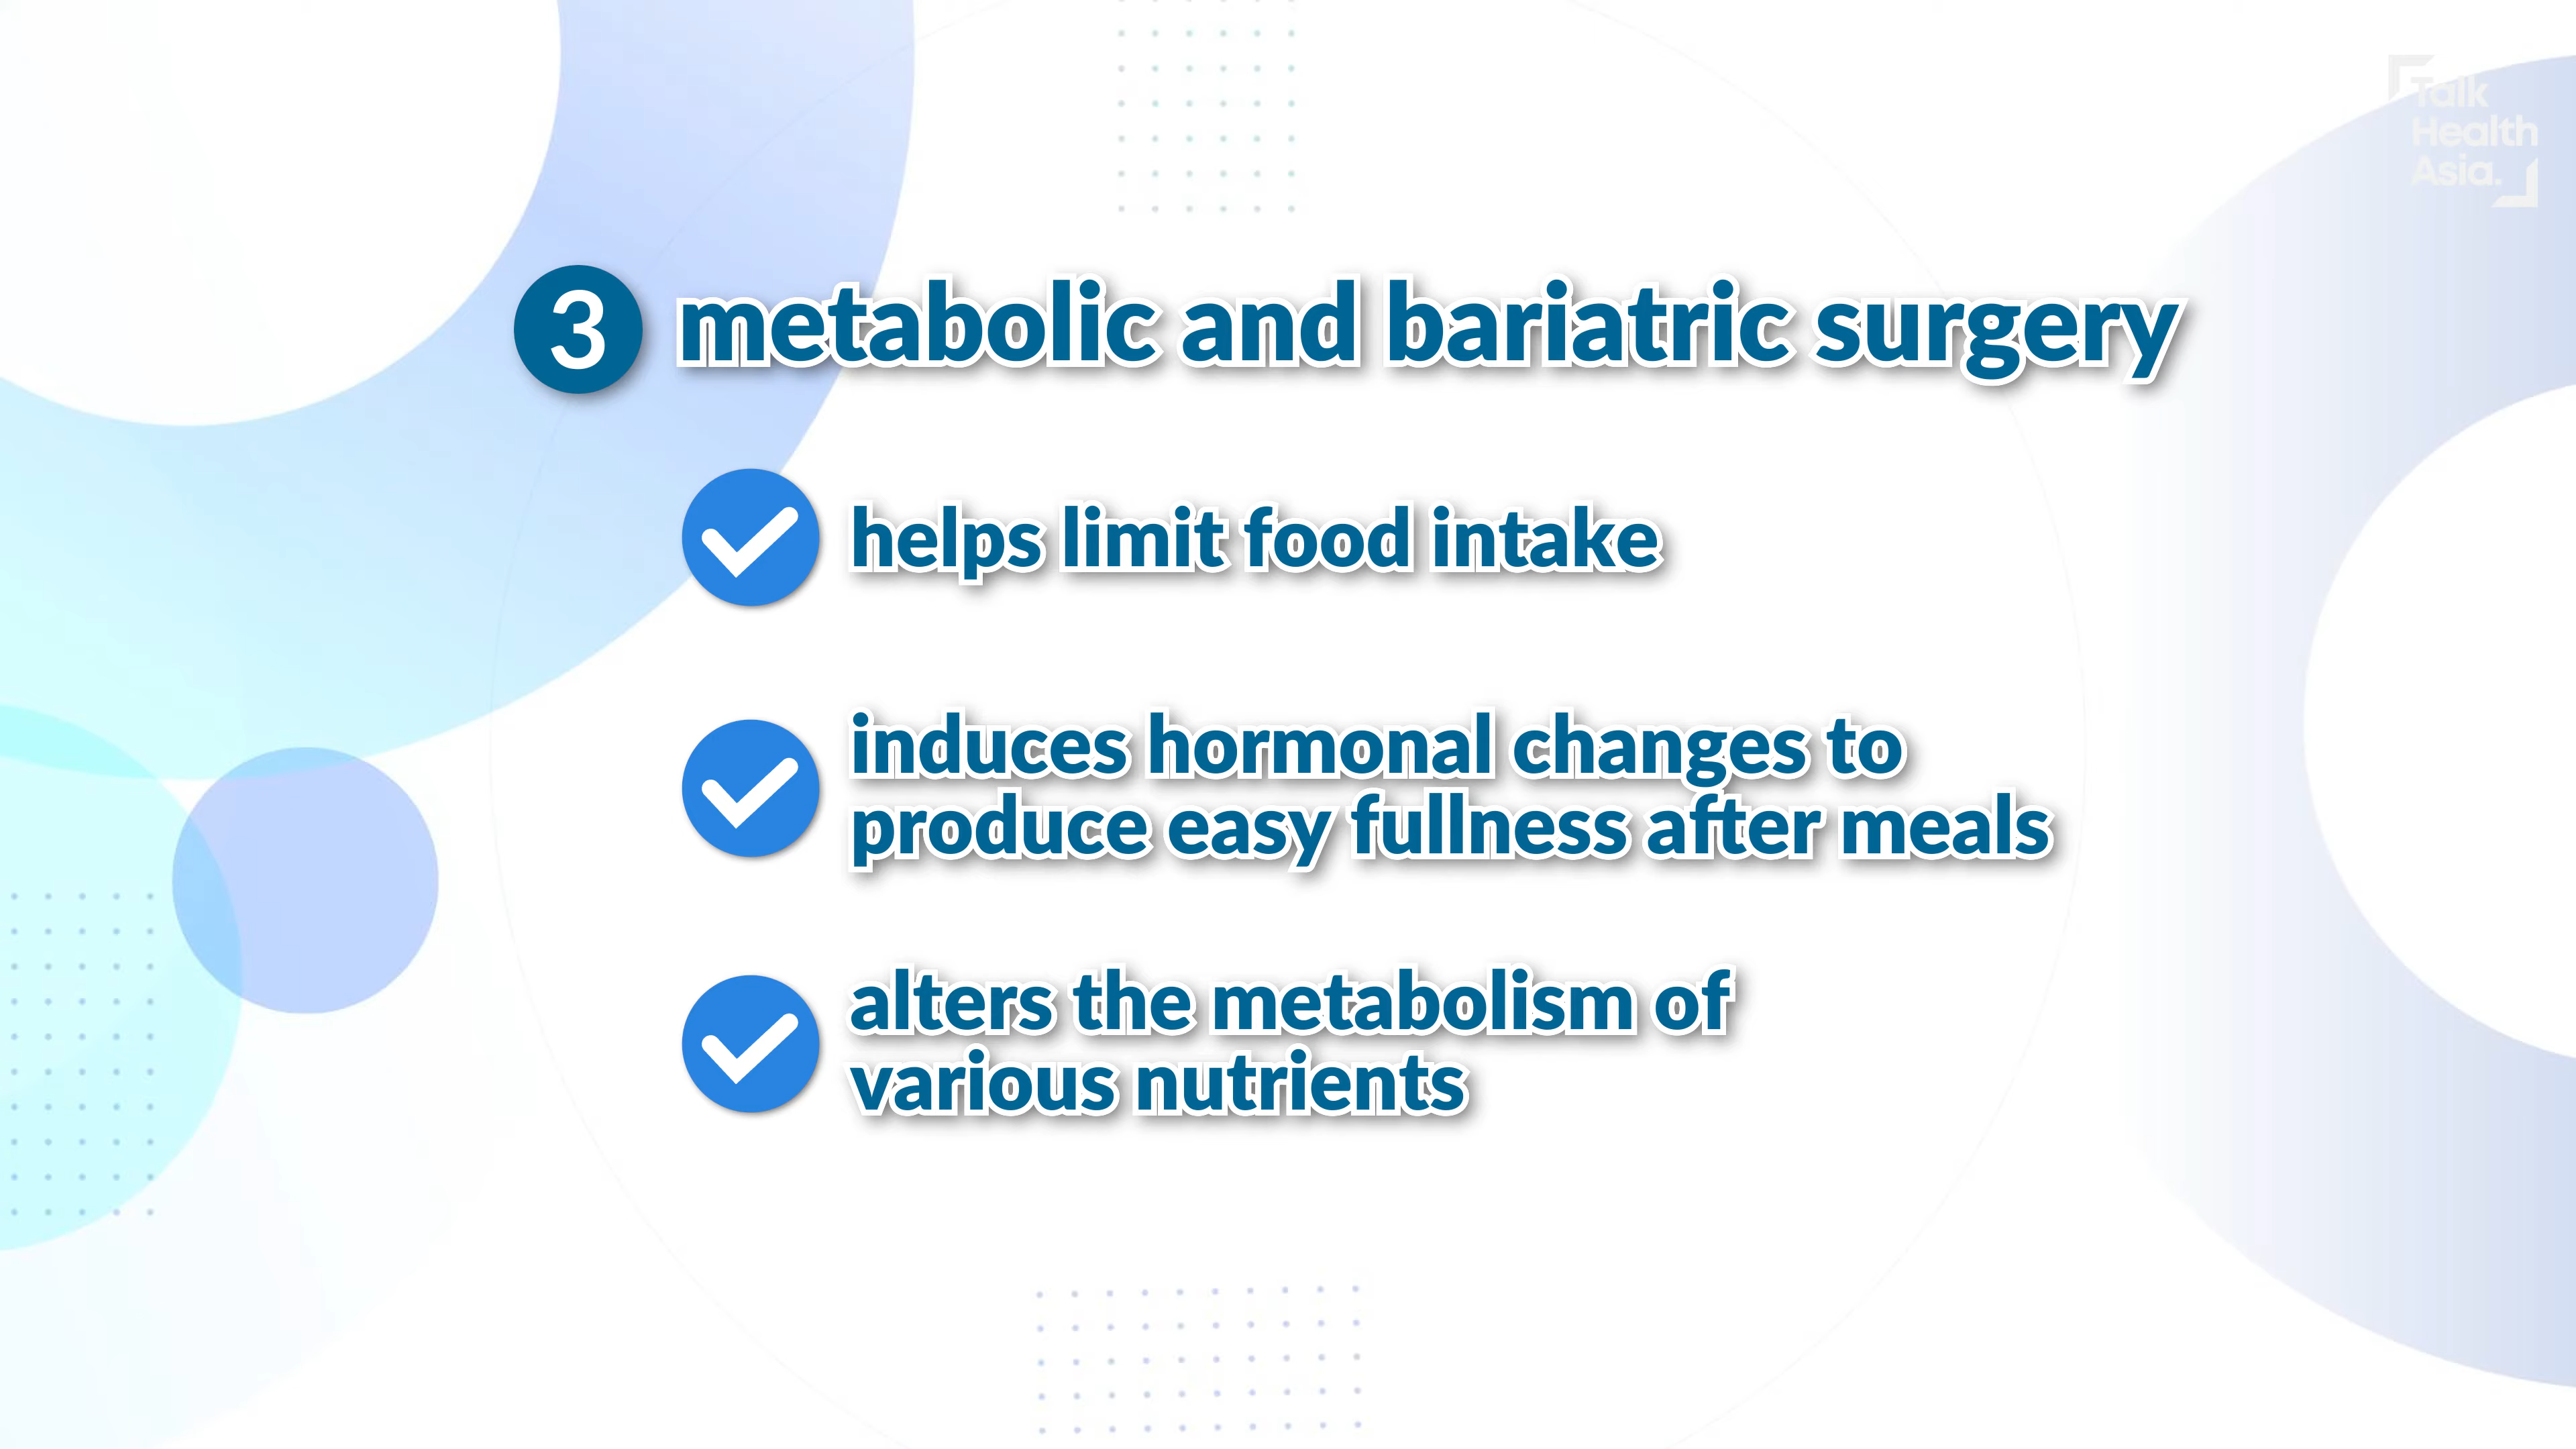 Talk
Health
Asia.
3 metabolic and bariatric surgery
helps limit food intake
induces hormonal changes to
produce easy fullness after meals
alters the metabolism of
various nutrients